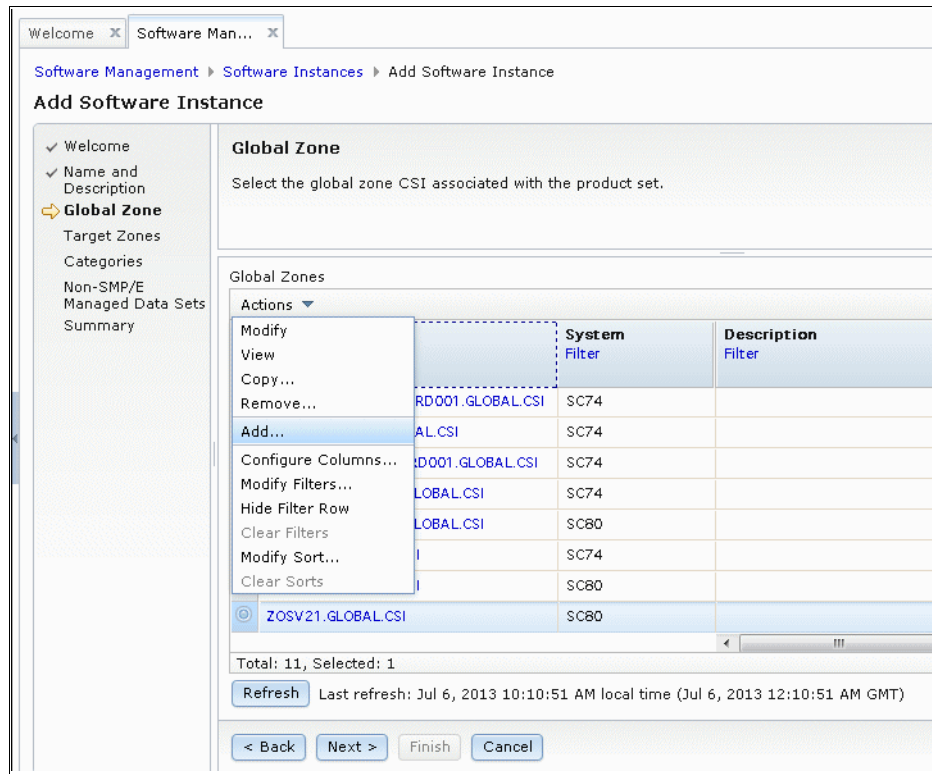 Welcome X Software Man... X
Software Management Software Instances Add Software Instance
Add Software Instance
Welcome
Name and
Description
Global Zone
Target Zones
Categories
Non-SMP/E
Managed Data Sets
Summary
Global Zone
Select the global zone CSI associated with the product set.
Global Zones
Actions
Modify
View
Copy...
Remove...
Add...
Configure Columns...
Modify Filters...
Hide Filter Row
Clear Filters
Modify Sort...
Clear Sorts
System Description
Filter Filter
RD001.GLOBAL.CSI SC74
AL.CSI SC74
RD001.GLOBAL.CSI SC74
LOBAL.CSI SC74
LOBAL.CSI SC80
I SC74
I SC80
ZOSV21.GLOBAL.CSI SC80
Total: 11, Selected: 1
Refresh Last refresh: Jul 6, 2013 10:10:51 AM local time (Jul 6, 2013 12:10:51 AM GMT)
< Back Next > Finish Cancel